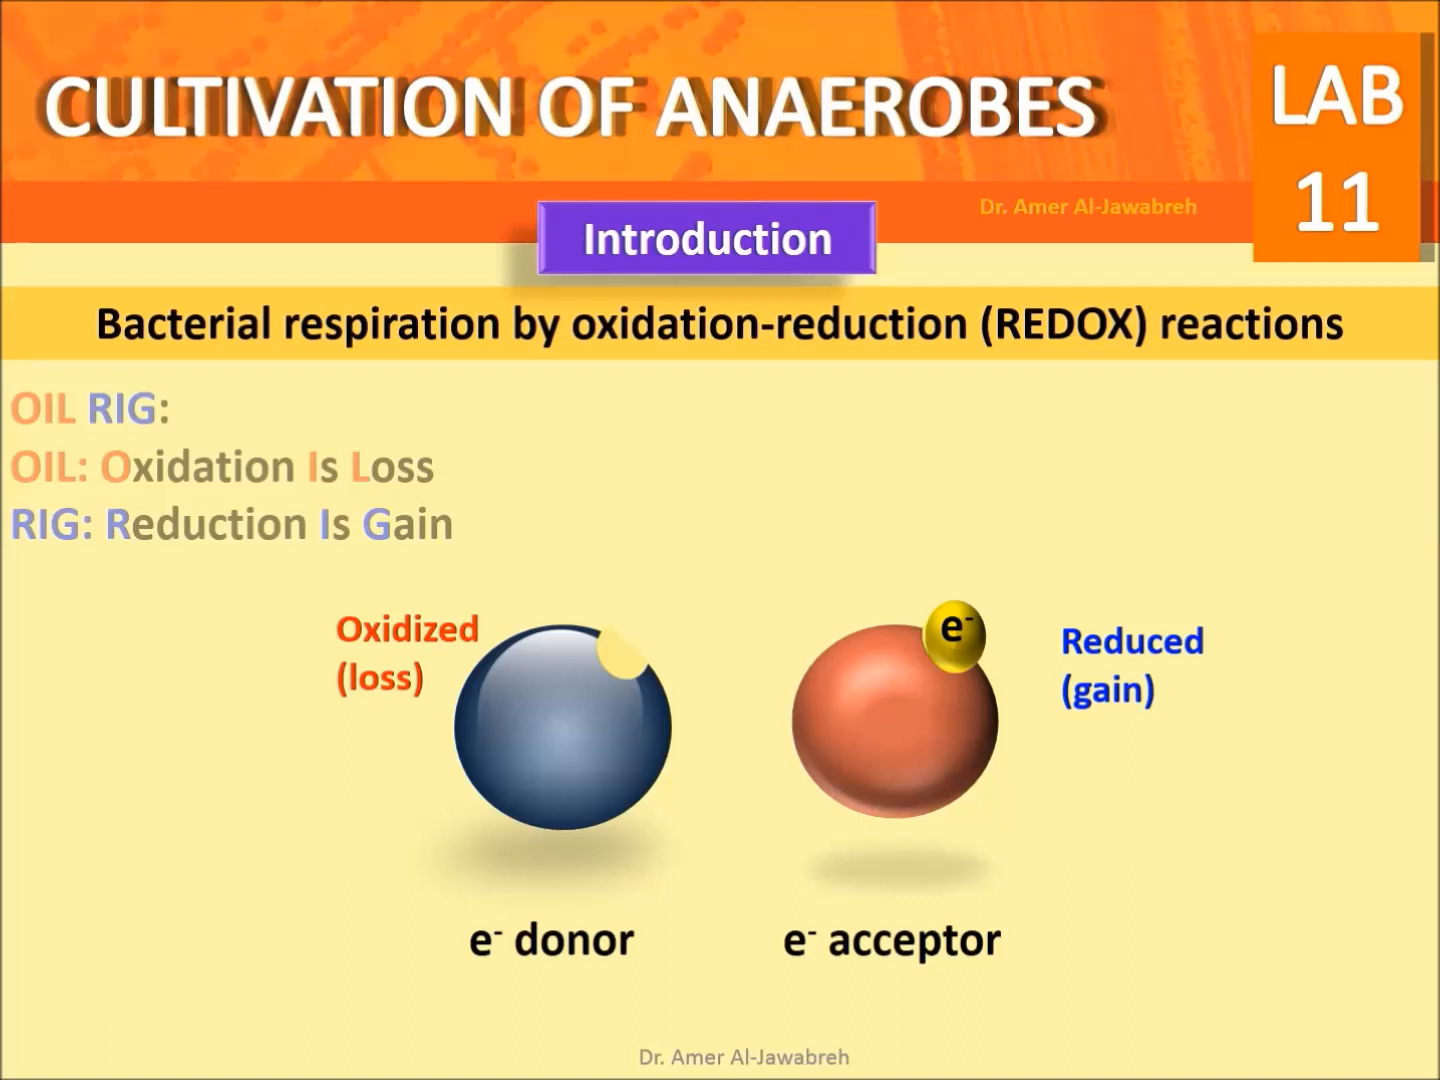 CULTIVATION OF ANAEROBES
LAB
11
Dr. Amer Al-Jawabreh
Introduction
Bacterial respiration by oxidation-reduction (REDOX) reactions
OIL RIG:
OIL: Oxidation Is Loss
RIG: Reduction Is Gain
Oxidized
(loss)
e-
Reduced
(gain)
e- donor
e- acceptor
Dr. Amer Al-Jawabreh